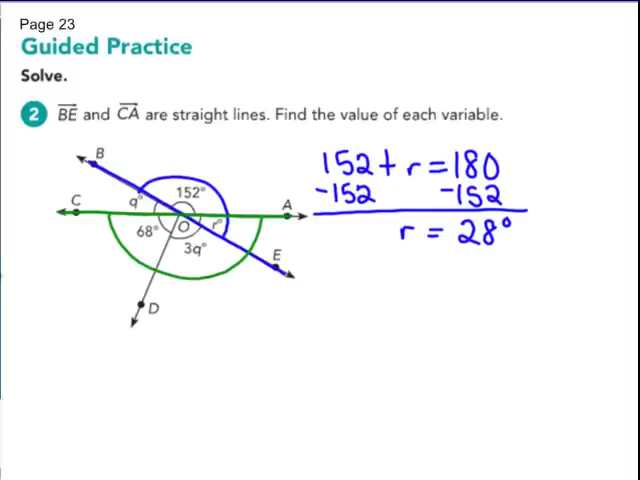 Page 23
Guided Practice
Solve.
2 BE and CA are straight lines. Find the value of each variable.
B
152 + r = 180
C q° 152° A
-152 -152
68° O r°
r = 28°
3q° E
D